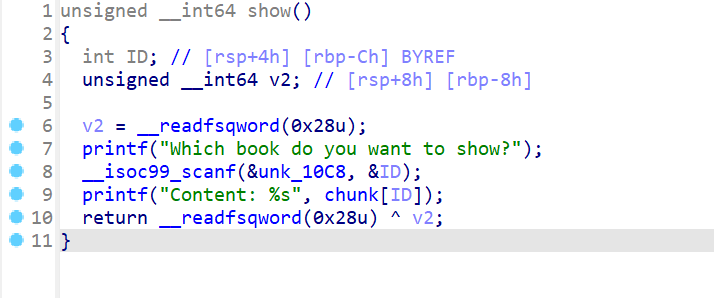 1 unsigned __int64 show()
2 {
3   int ID; // [rsp+4h] [rbp-Ch] BYREF
4   unsigned __int64 v2; // [rsp+8h] [rbp-8h]
5
6   v2 = __readfsqword(0x28u);
7   printf("Which book do you want to show?");
8   __isoc99_scanf(&unk_10C8, &ID);
9   printf("Content: %s", chunk[ID]);
10   return __readfsqword(0x28u) ^ v2;
11 }